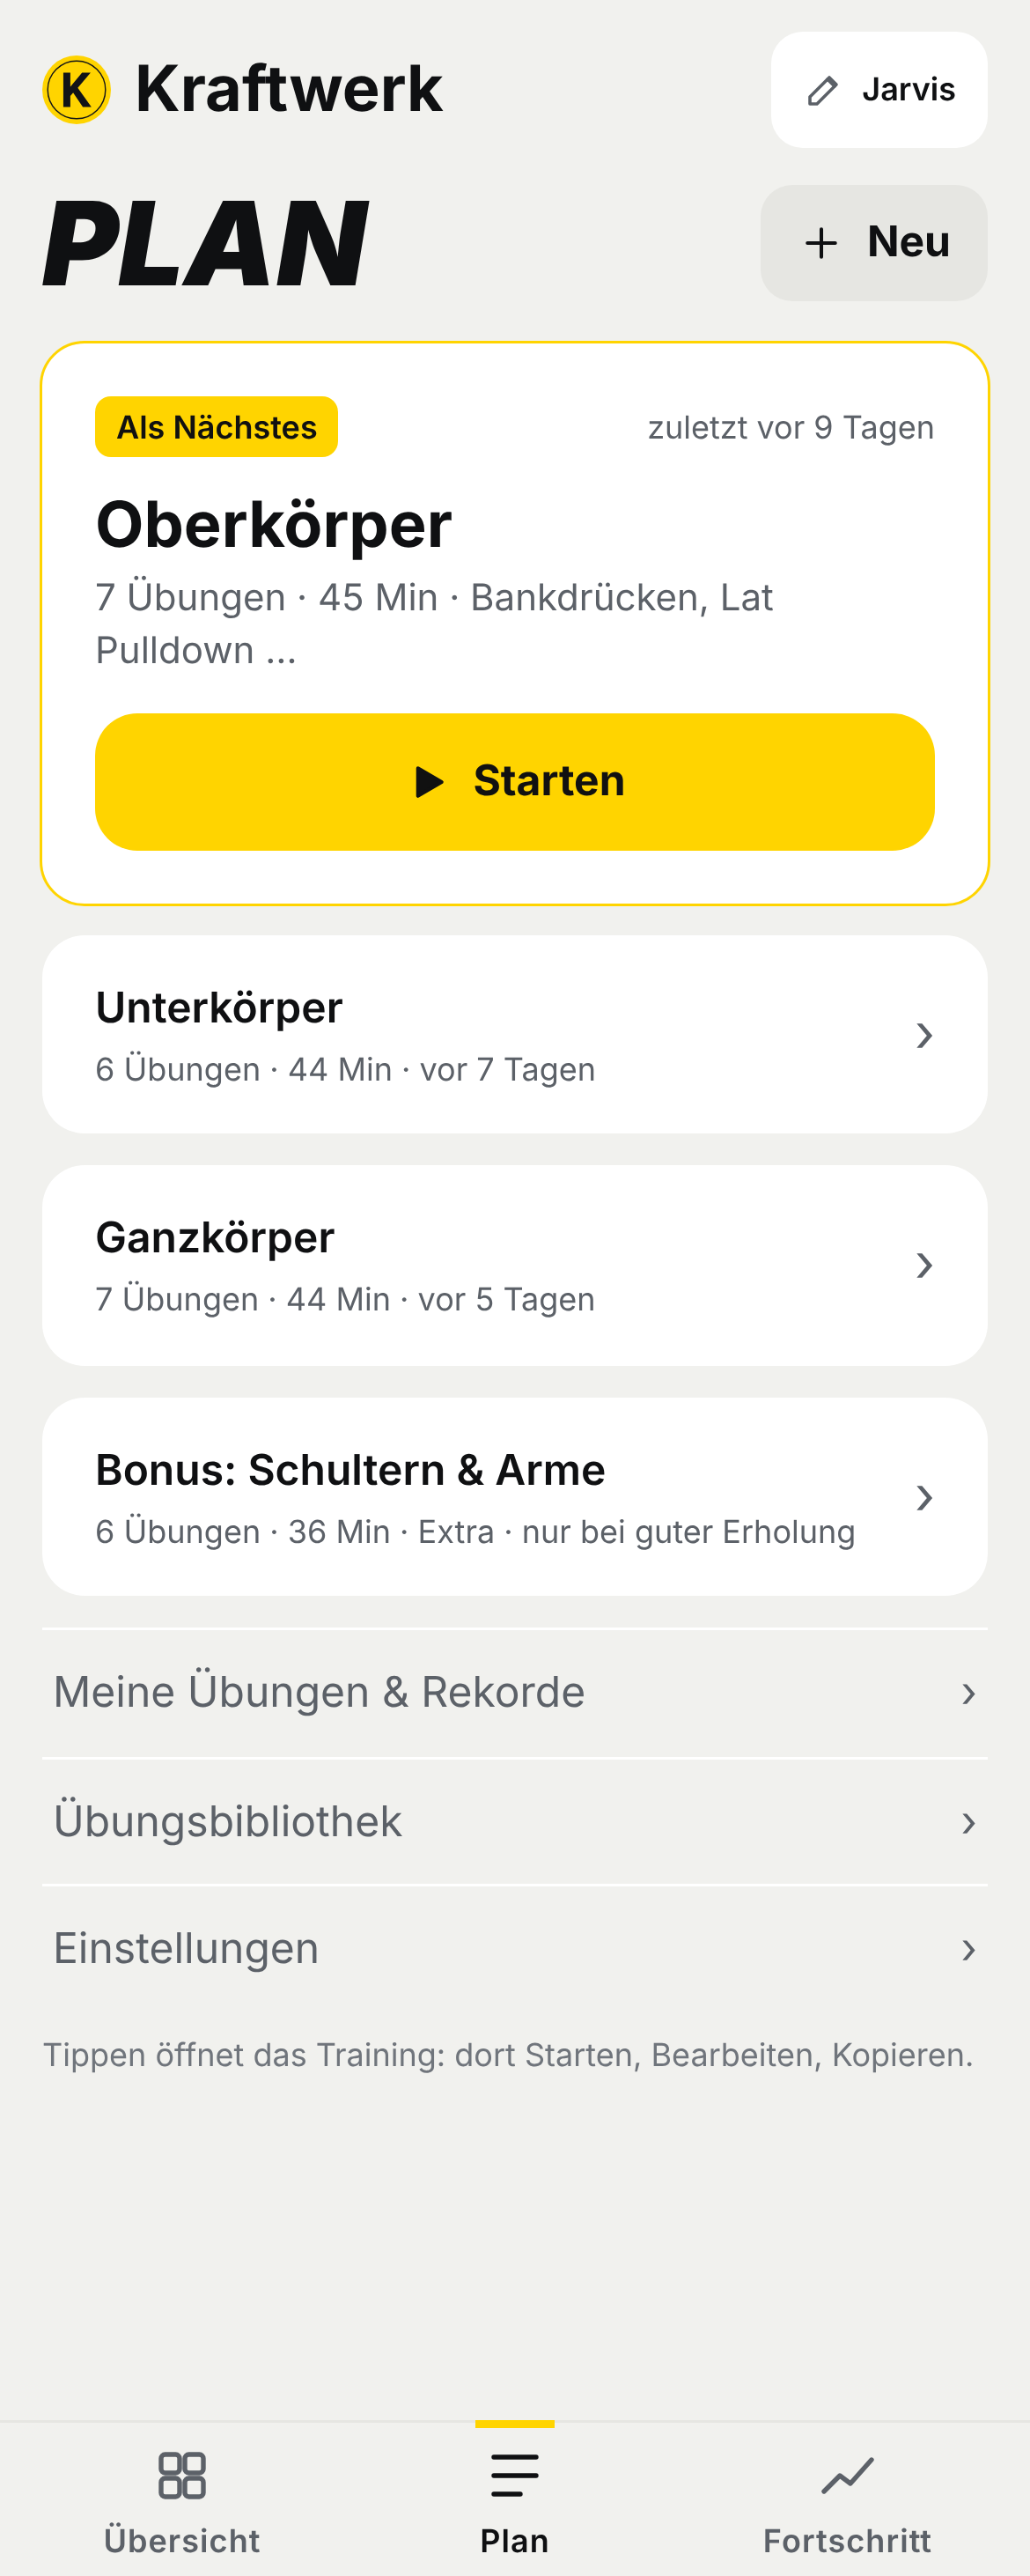 K Kraftwerk
Jarvis
PLAN
+ Neu
Als Nächstes
zuletzt vor 9 Tagen
Oberkörper
7 Übungen · 45 Min · Bankdrücken, Lat
Pulldown ...
Starten
Unterkörper
6 Übungen · 44 Min · vor 7 Tagen
Ganzkörper
7 Übungen · 44 Min · vor 5 Tagen
Bonus: Schultern & Arme
6 Übungen · 36 Min · Extra · nur bei guter Erholung
Meine Übungen & Rekorde
Übungsbibliothek
Einstellungen
Tippen öffnet das Training: dort Starten, Bearbeiten, Kopieren.
Übersicht
Plan
Fortschritt